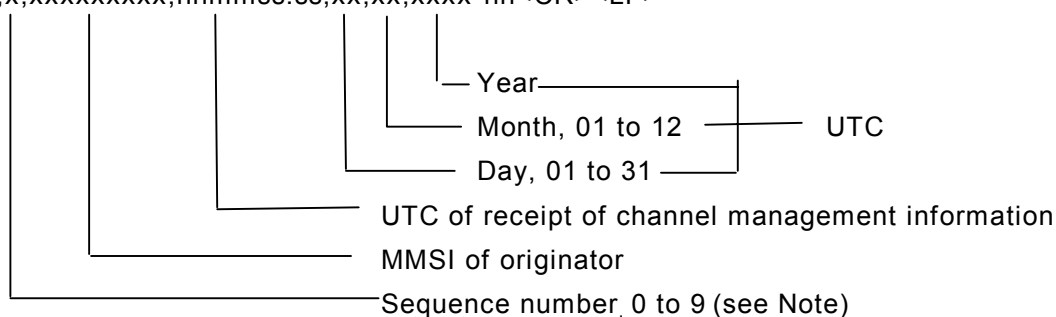 Year
Month, 01 to 12
UTC
Day, 01 to 31
UTC of receipt of channel management information
MMSI of originator
Sequence number, 0 to 9 (see Note)